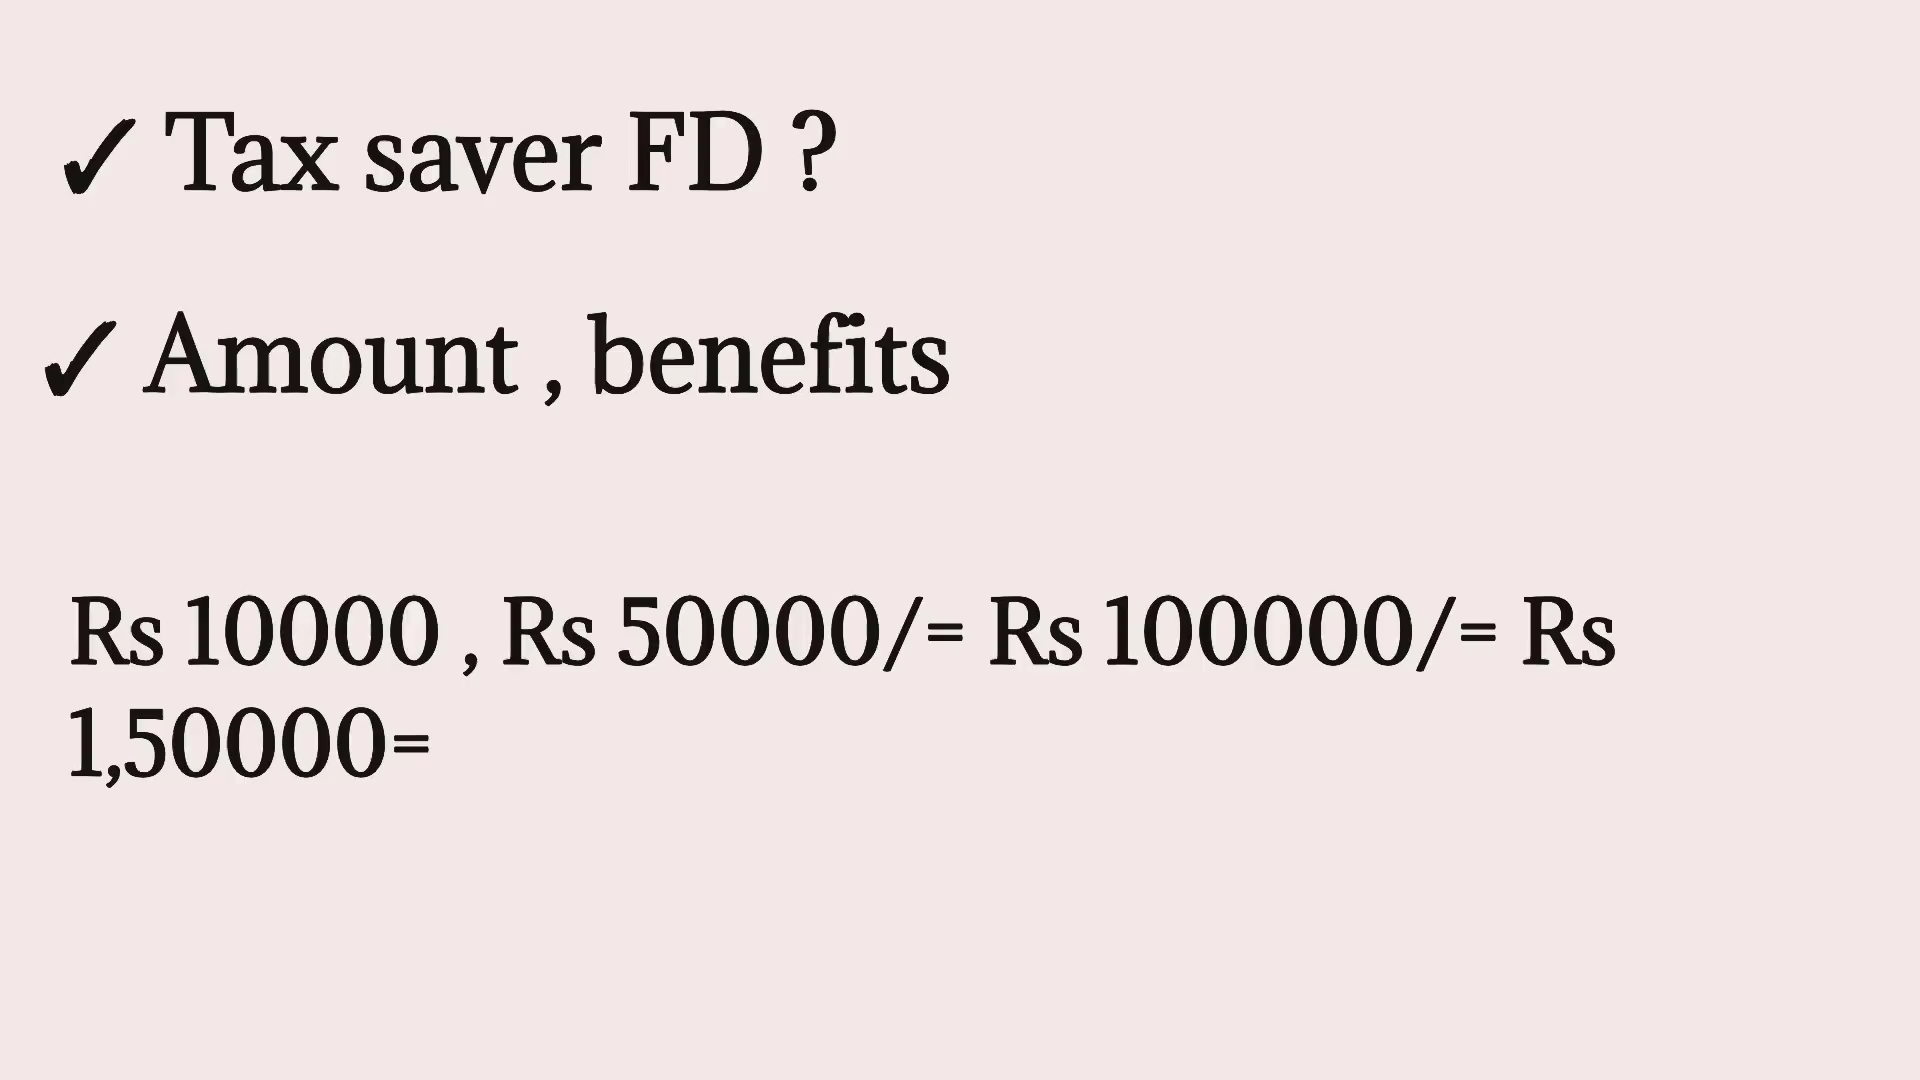 ✓ Tax saver FD ?
✓ Amount , benefits
Rs 10000 , Rs 50000/= Rs 100000/= Rs
1,50000=